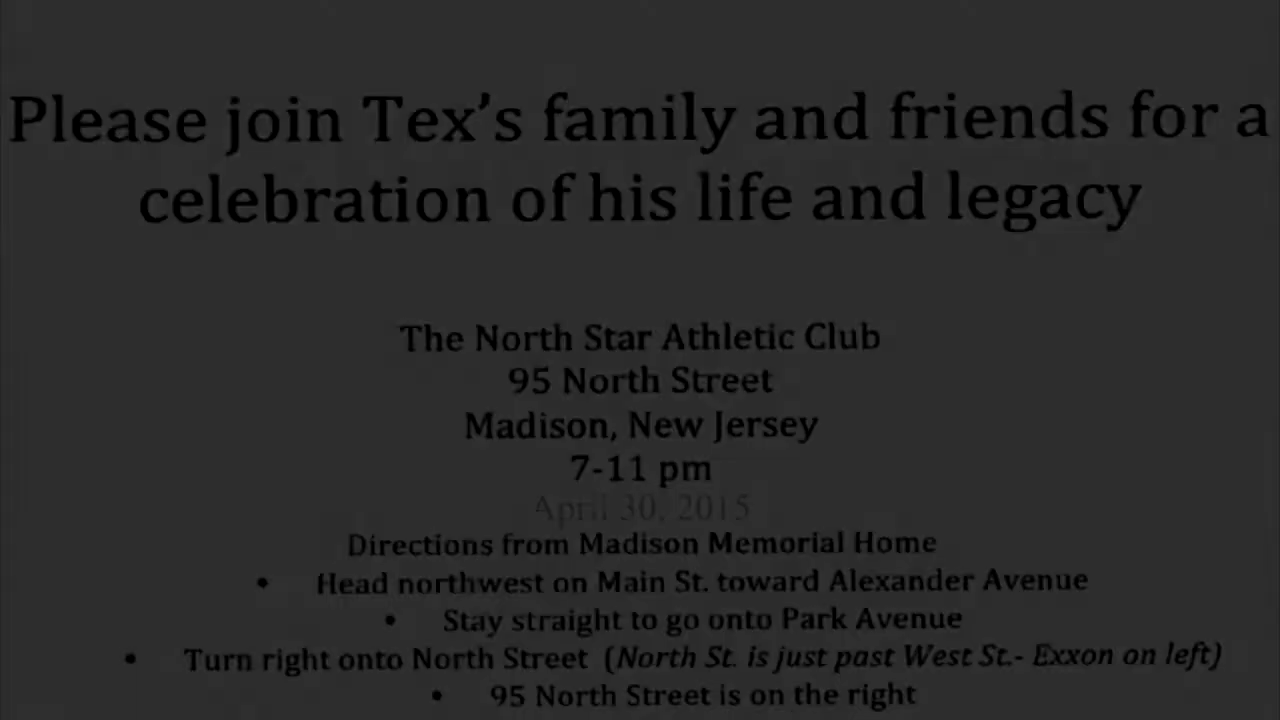 Please join Tex's family and friends for a
celebration of his life and legacy
The North Star Athletic Club
95 North Street
Madison, New Jersey
7-11 pm
April 30, 2015
Directions from Madison Memorial Home
• Head northwest on Main St. toward Alexander Avenue
• Stay straight to go onto Park Avenue
• Turn right onto North Street (North St. is just past West St.- Exxon on left)
• 95 North Street is on the right